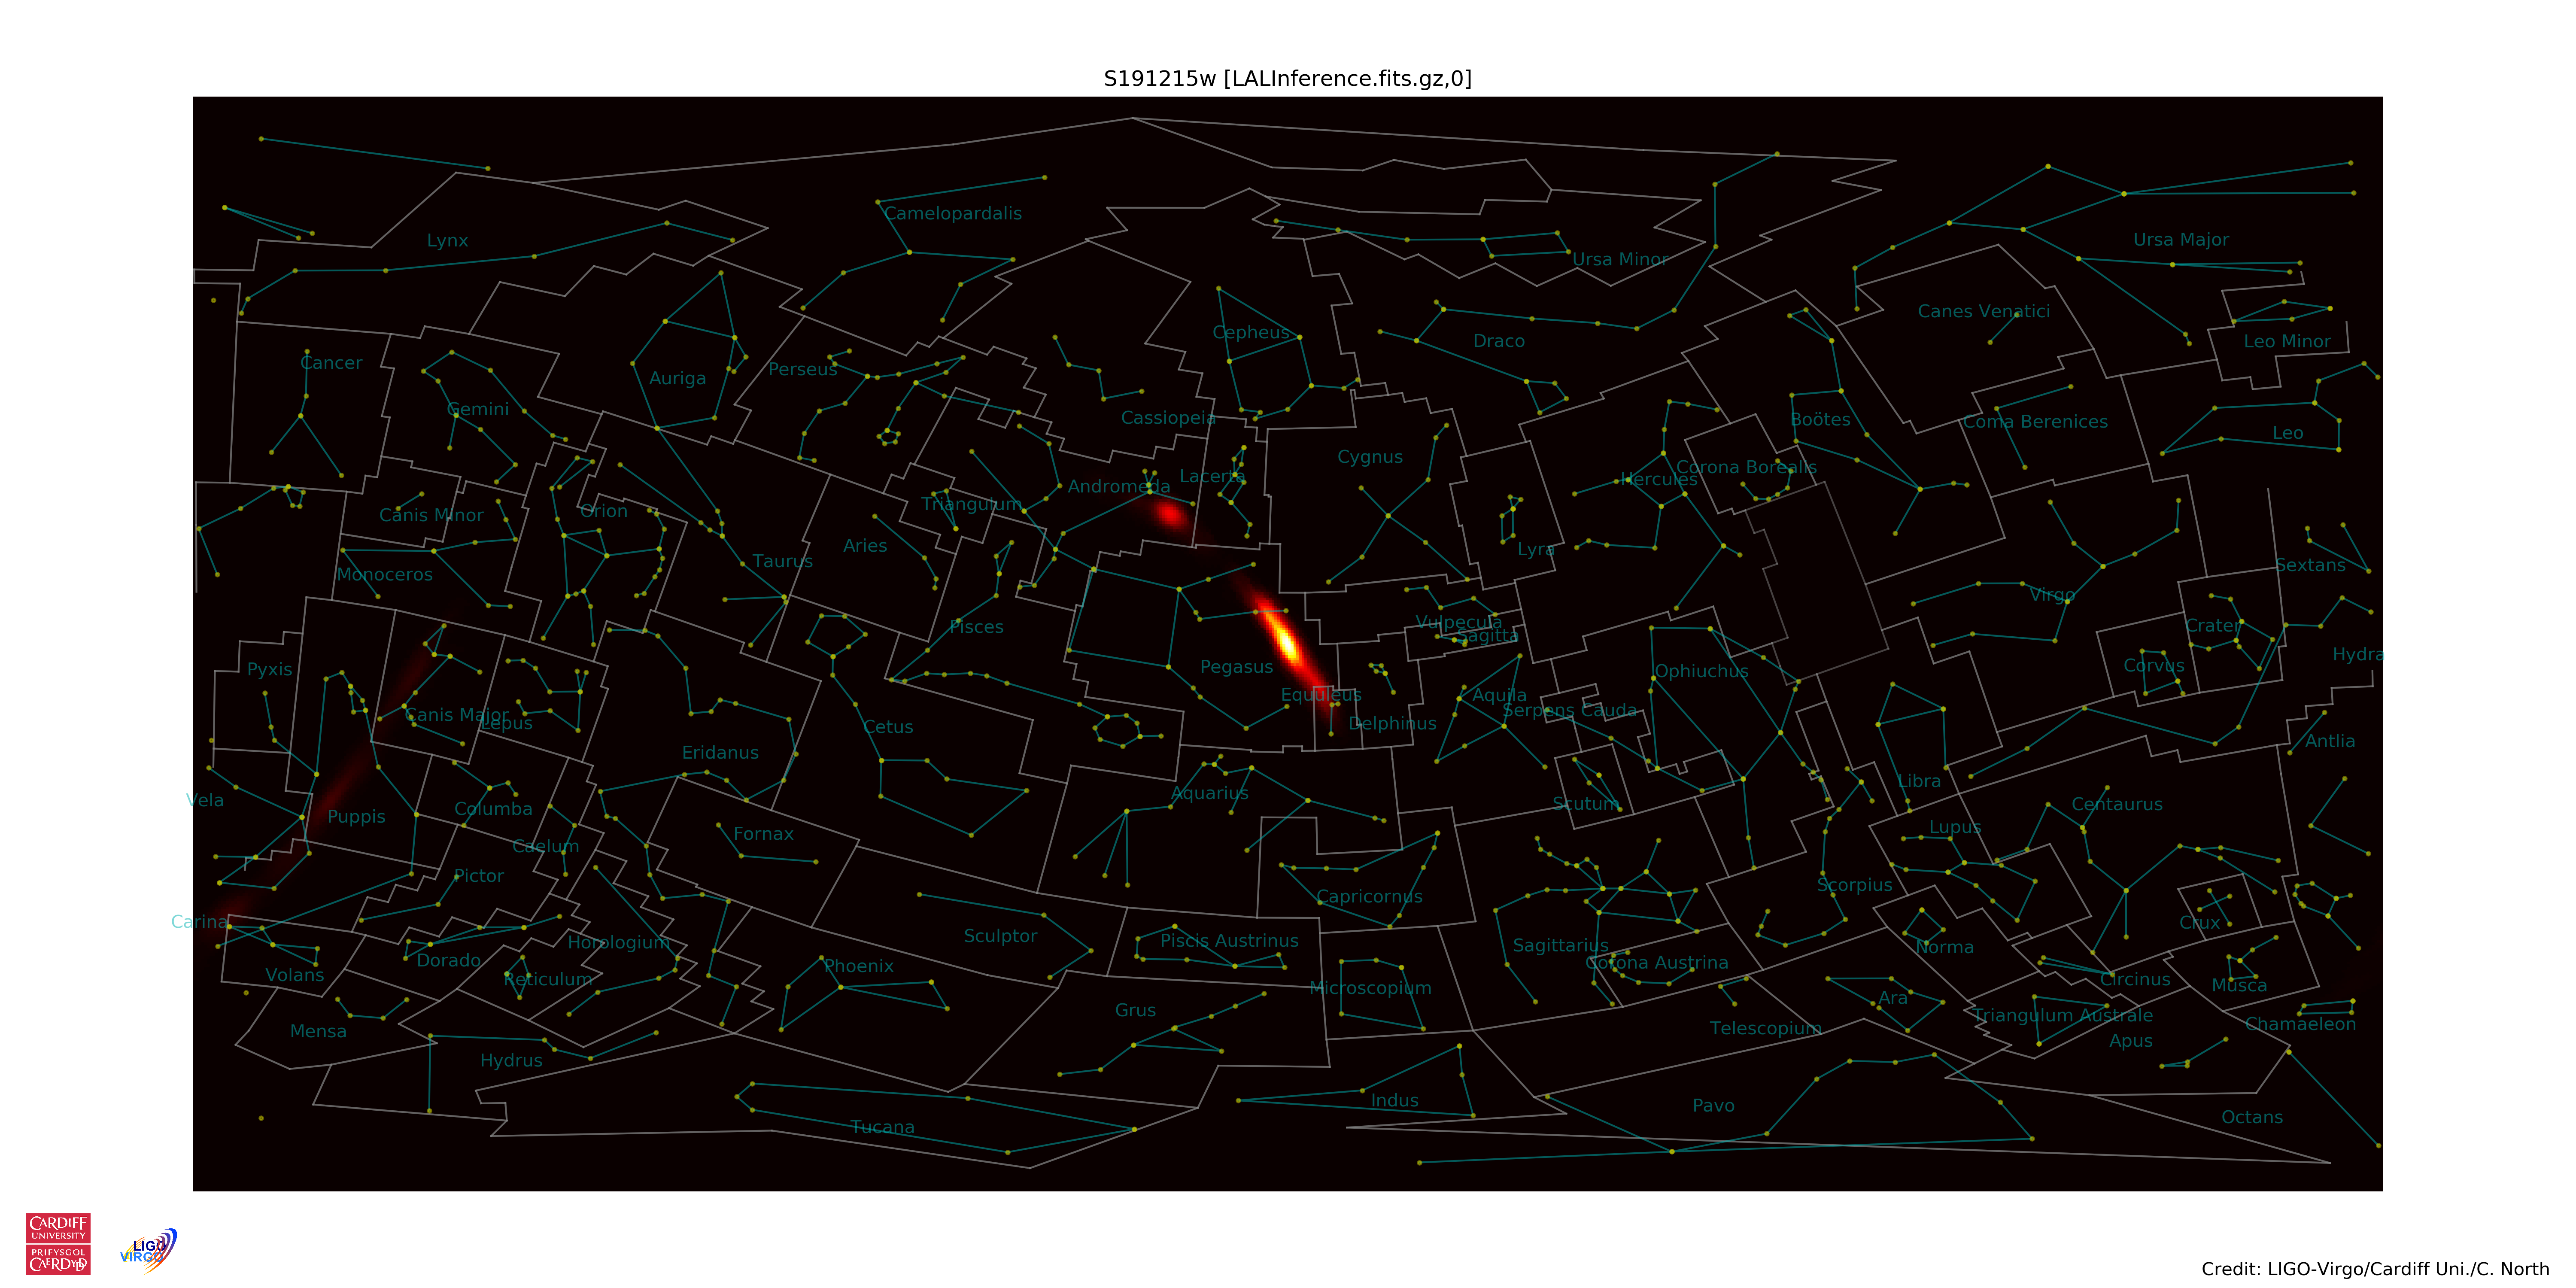 S191215w [LALInference.fits.gz,0]
Camelopardalis
Lynx
Ursa Major
Ursa Minor
Canes Venatici
Cepheus
Draco
Leo Minor
Cancer
Perseus
Auriga
Gemini
Cassiopeia
Boötes
Coma Berenices
Leo
Cygnus
Corona Borealis
Lacerta
Hercules
Andromeda
Triangulum
Orion
Canis Minor
Aries
Lyra
Taurus
Sextans
Monoceros
Virgo
Vulpecula
Pisces
Crater
Sagitta
Hydra
Corvus
Pegasus
Pyxis
Ophiuchus
Equuleus
Aquila
Serpens Cauda
Canis Major
Lepus
Delphinus
Cetus
Antlia
Eridanus
Libra
Aquarius
Vela
Scutum
Centaurus
Columba
Puppis
Lupus
Fornax
Caelum
Pictor
Scorpius
Capricornus
Carina
Crux
Sculptor
Piscis Austrinus
Horologium
Sagittarius
Norma
Dorado
Corona Austrina
Phoenix
Volans
Reticulum
Circinus
Musca
Microscopium
Ara
Grus
Triangulum Australe
Chamaeleon
Telescopium
Mensa
Apus
Hydrus
Indus
Pavo
Octans
Tucana
CARDIFF
UNIVERSITY
PRIFYSGOL
CAERDYDD
LIGO
VIRGO
Credit: LIGO-Virgo/Cardiff Uni./C. North